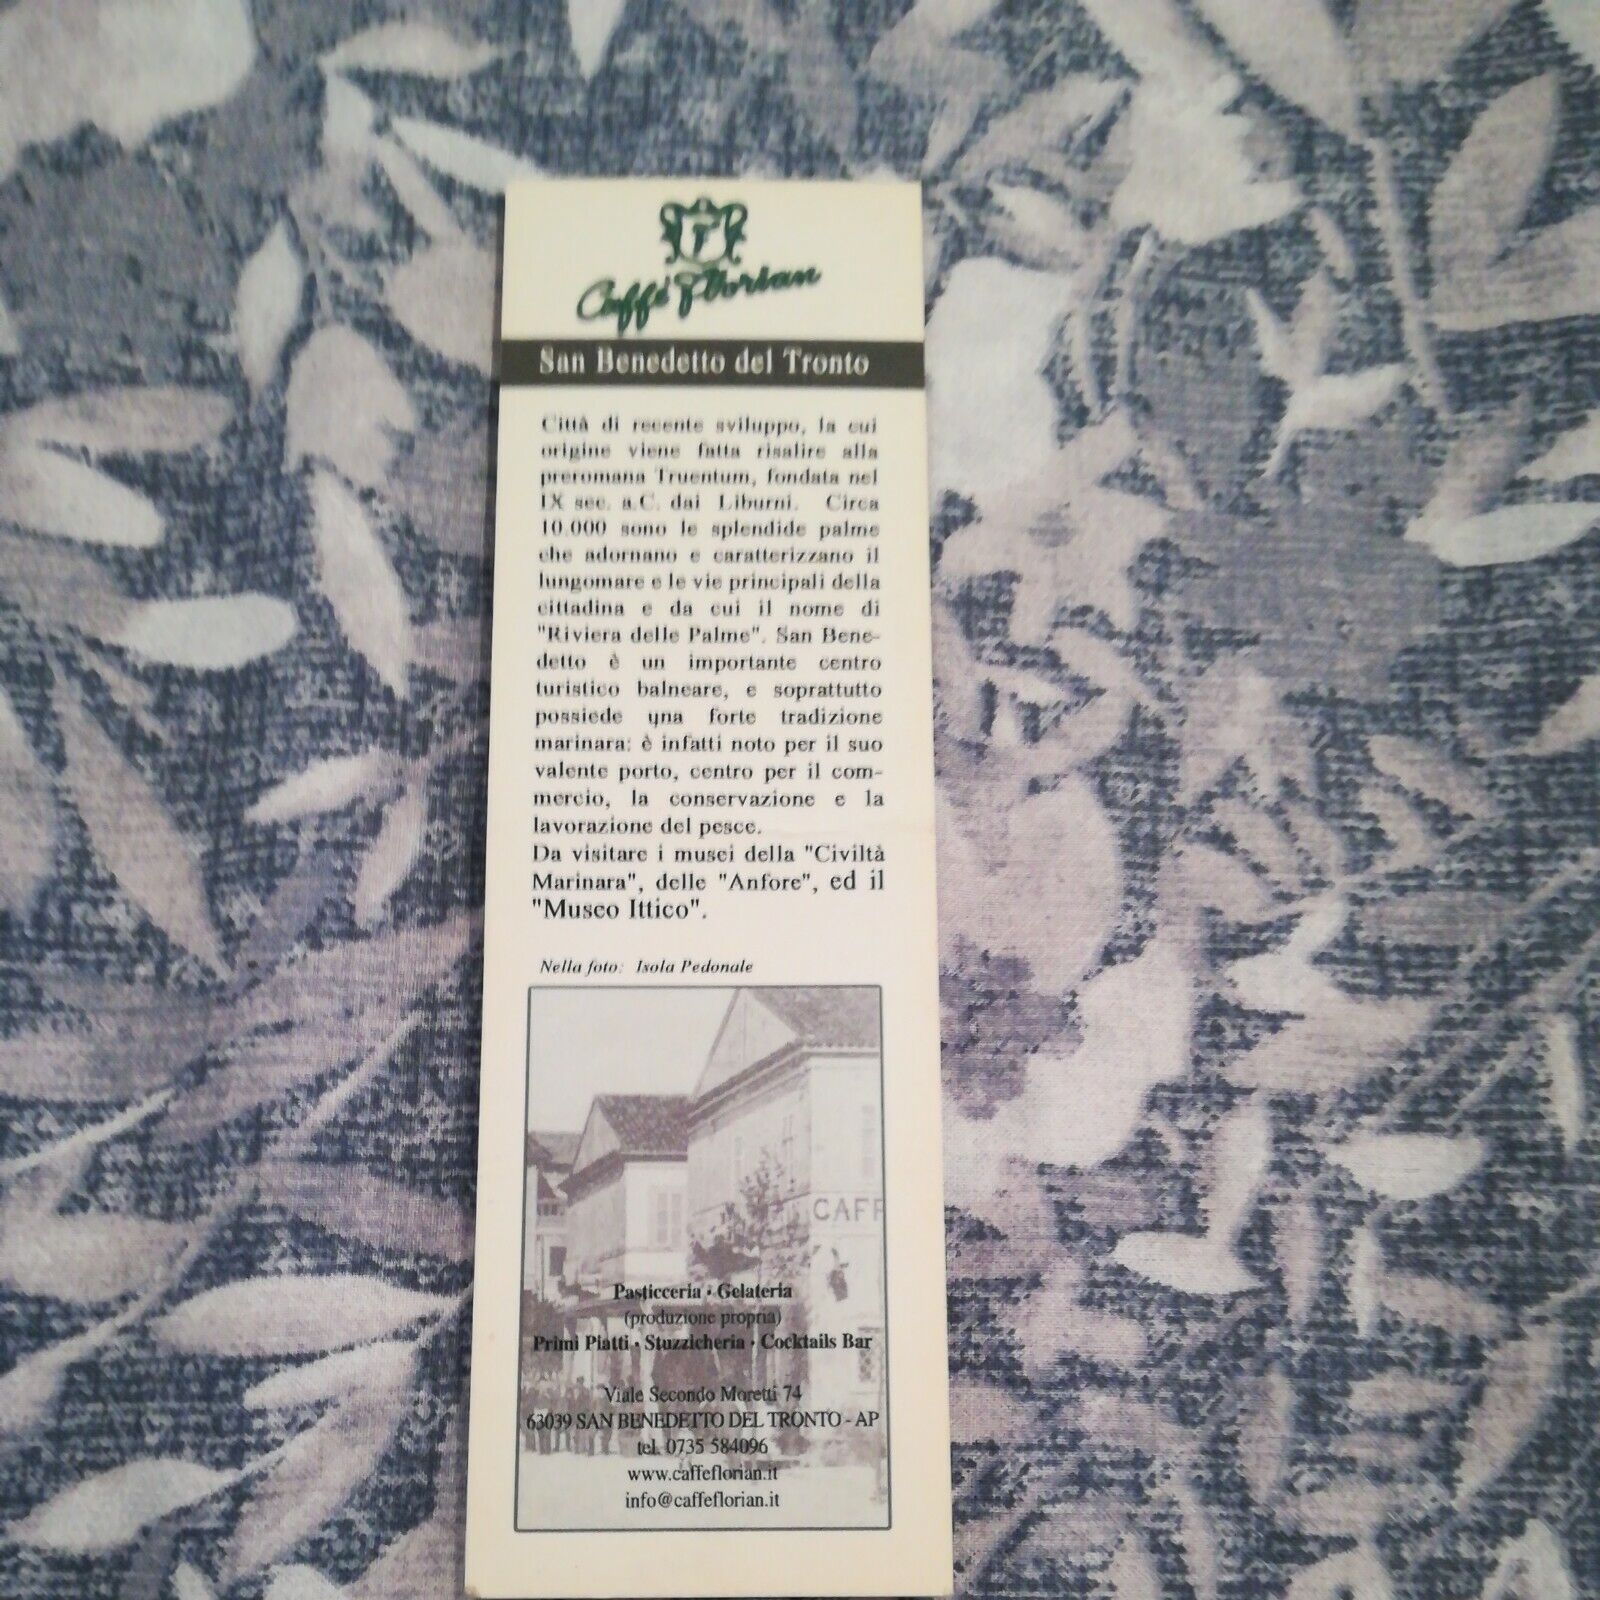 Caffè Florian
San Benedetto del Tronto
Città di recente sviluppo, la cui
origine viene fatta risalire alla
preromana Truentum, fondata nel
IX sec. a.C. dai Liburni. Circa
10.000 sono le splendide palme
che adornano e caratterizzano il
lungomare e le vie principali della
cittadina e da cui il nome di
"Riviera delle Palme". San Bene-
detto è un importante centro
turistico balneare, e soprattutto
possiede una forte tradizione
marinara: è infatti noto per il suo
valente porto, centro per il com-
mercio, la conservazione e la
lavorazione del pesce.
Da visitare i musei della "Civiltà
Marinara", delle "Anfore", ed il
"Museo Ittico".
Nella foto: Isola Pedonale
CAFF
Pasticceria • Gelateria
(produzione propria)
Primi Piatti • Stuzzicheria • Cocktails Bar
Viale Secondo Moretti 74
63039 SAN BENEDETTO DEL TRONTO - AP
tel. 0735 584096
www.caffeflorian.it
info@caffeflorian.it